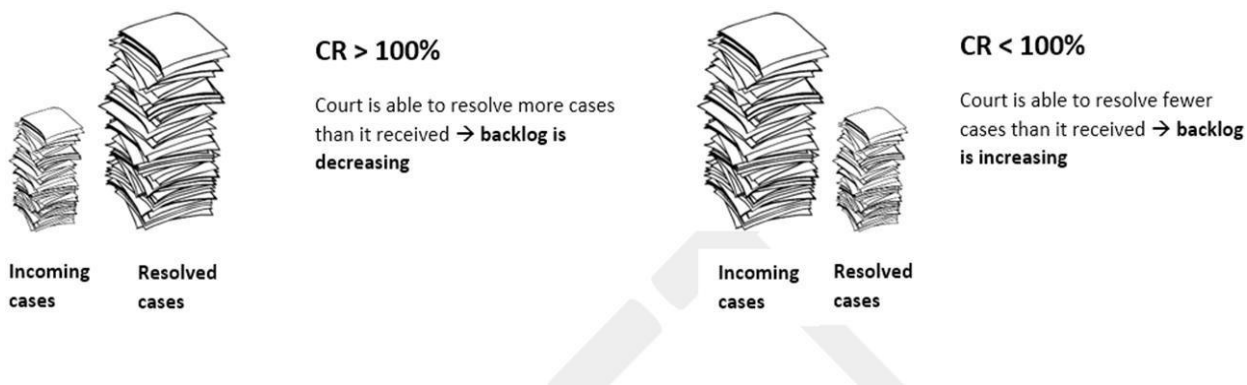 CR > 100%
Court is able to resolve more cases
than it received → backlog is
decreasing
Incoming
cases
Resolved
cases
CR < 100%
Court is able to resolve fewer
cases than it received → backlog
is increasing
Incoming
cases
Resolved
cases